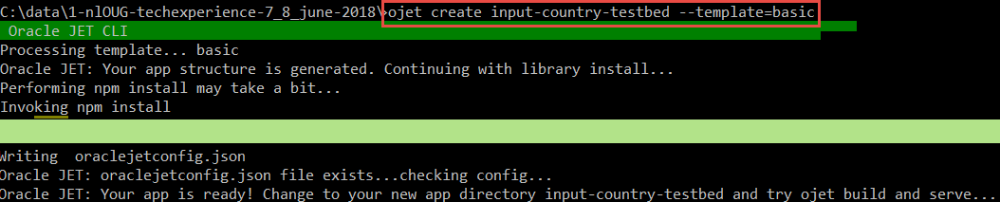 C:\data\1-nlOUG-techexperience-7_8_june-2018\>ojet create input-country-testbed --template=basic
Oracle JET CLI
Processing template... basic
Oracle JET: Your app structure is generated. Continuing with library install...
Performing npm install may take a bit...
Invoking npm install
Writing  oraclejetconfig.json
Oracle JET: oraclejetconfig.json file exists...checking config...
Oracle JET: Your app is ready! Change to your new app directory input-country-testbed and try ojet build and serve...